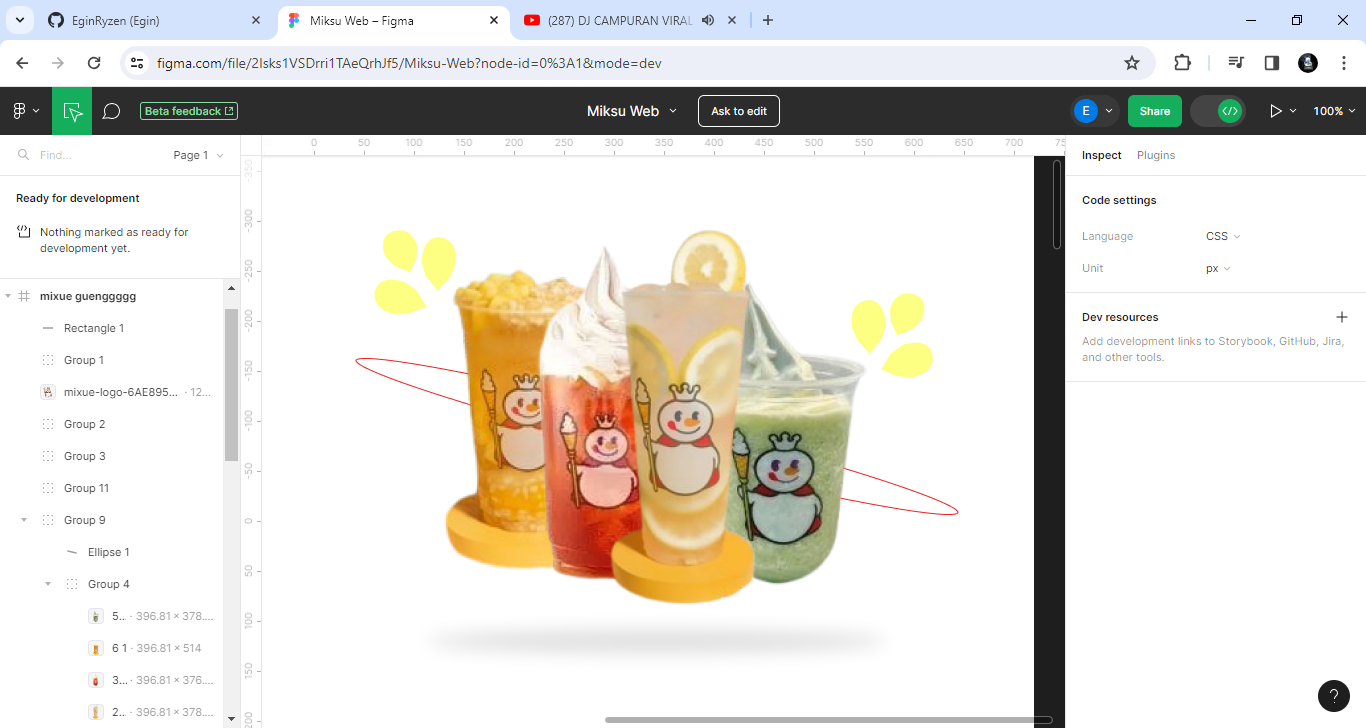 EginRyzen (Egin)
Miksu Web – Figma
(287) DJ CAMPURAN VIRAL
figma.com/file/2Isks1VSDrri1TAeQrhJf5/Miksu-Web?node-id=0%3A1&mode=dev
Beta feedback
Miksu Web
Ask to edit
E
Share
100%
Find...
Page 1
0 50 100 150 200 250 300 350 400 450 500 550 600 650 700
Inspect
Plugins
Ready for development
Nothing marked as ready for
development yet.
Code settings
Language
CSS
Unit
px
Dev resources
Add development links to Storybook, GitHub, Jira,
and other tools.
mixue guenggggg
Rectangle 1
Group 1
mixue-logo-6AE895... · 12...
Group 2
Group 3
Group 11
Group 9
Ellipse 1
Group 4
5... · 396.81 × 378....
6 1 · 396.81 × 514
3... · 396.81 × 376....
2... · 396.81 × 378....
-350
-300
-250
-200
-150
-100
-50
0
50
100
150
200
?